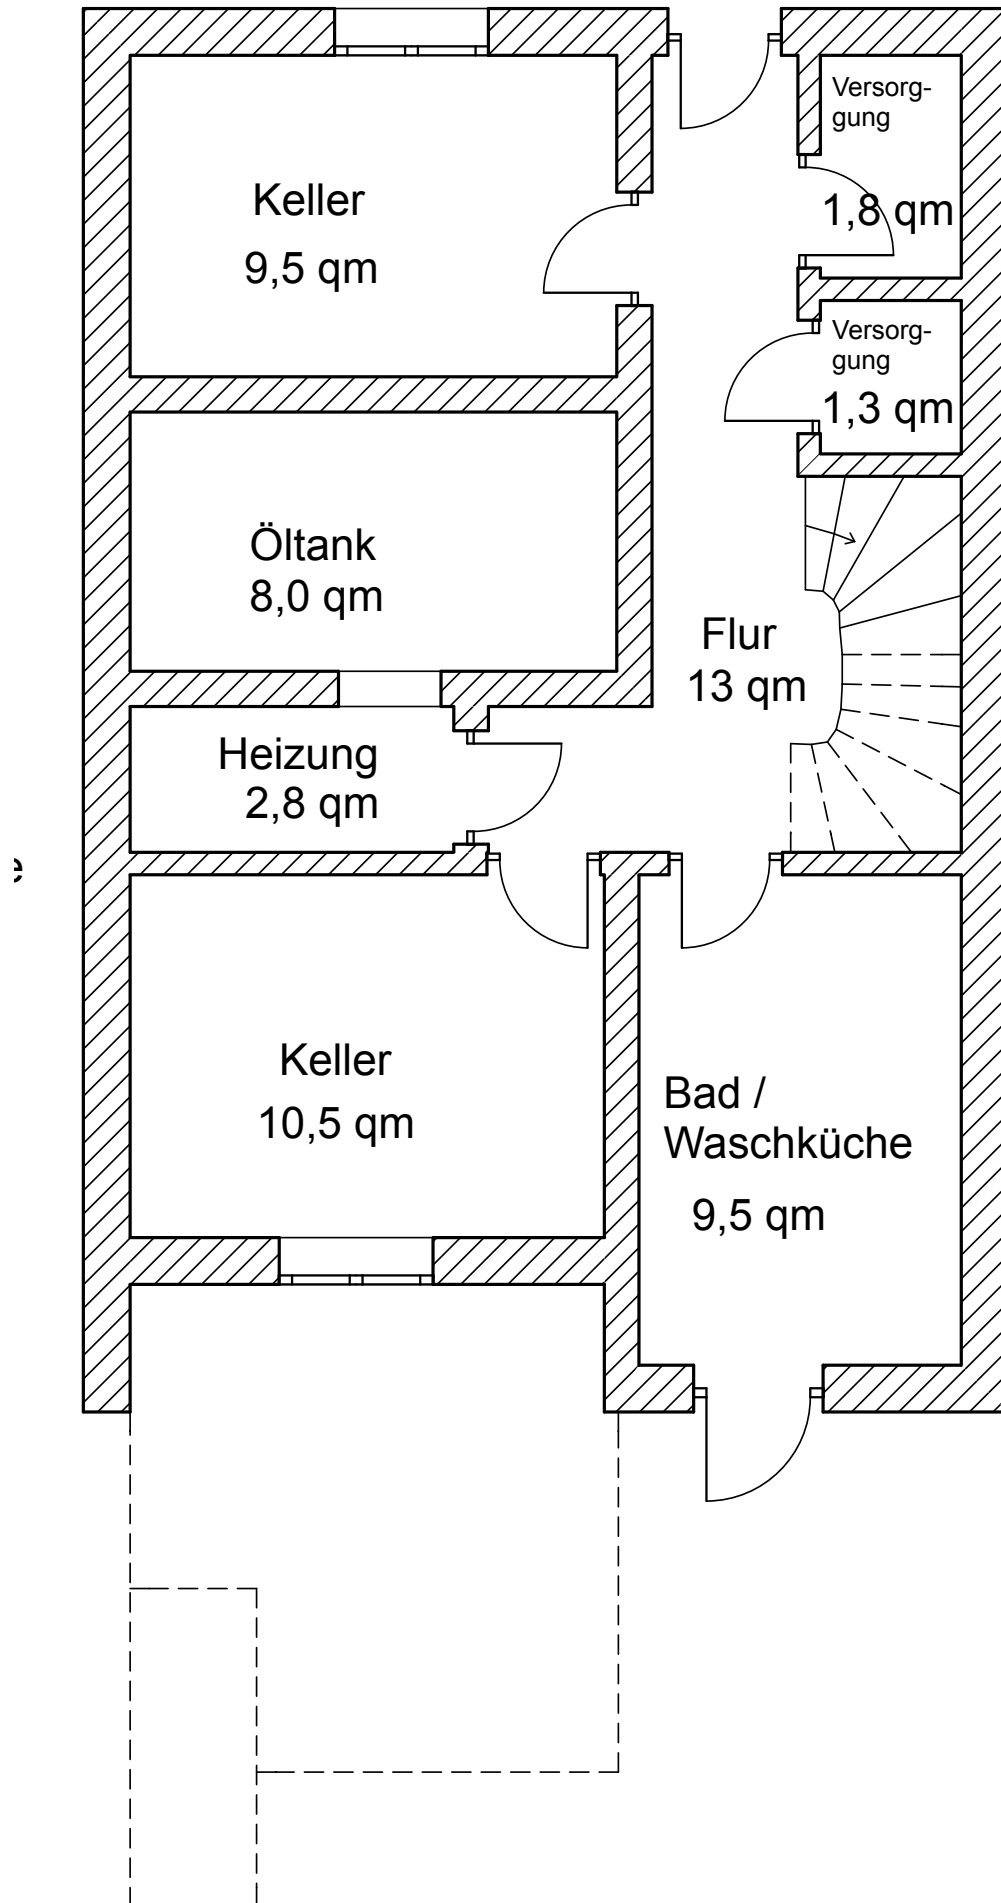 Versorg-
gung
1,8 qm
Keller
9,5 qm
Versorg-
gung
1,3 qm
Öltank
8,0 qm
Flur
13 qm
Heizung
2,8 qm
e
Keller
10,5 qm
Bad /
Waschküche
9,5 qm